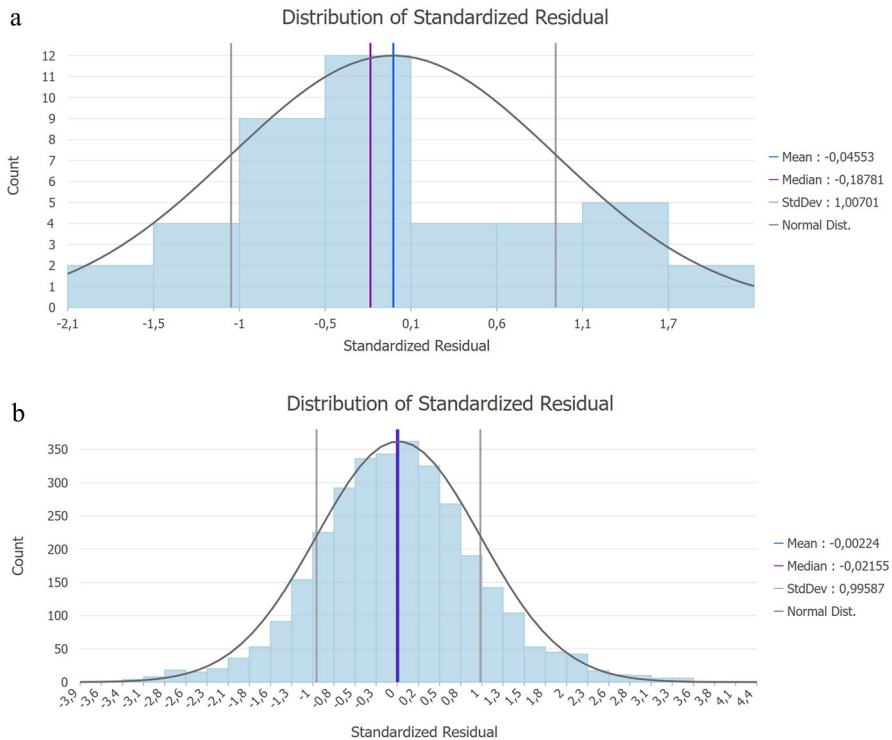 a
Distribution of Standardized Residual
Count
12
11
10
9
8
7
6
5
4
3
2
1
0
-2,1 -1,5 -1 -0,5 0,1 0,6 1,1 1,7
Standardized Residual
Mean : -0,04553
Median : -0,18781
StdDev : 1,00701
Normal Dist.
b
Distribution of Standardized Residual
Count
350
300
250
200
150
100
50
0
-3,9 -3,6 -3,4 -3,1 -2,8 -2,6 -2,3 -2,1 -1,8 -1,6 -1,3 -1 -0,8 -0,5 -0,3 0 0,2 0,5 0,8 1 1,3 1,5 1,8 2 2,3 2,6 2,8 3,1 3,3 3,6 3,8 4,1 4,4
Standardized Residual
Mean : -0,00224
Median : -0,02155
StdDev : 0,99587
Normal Dist.